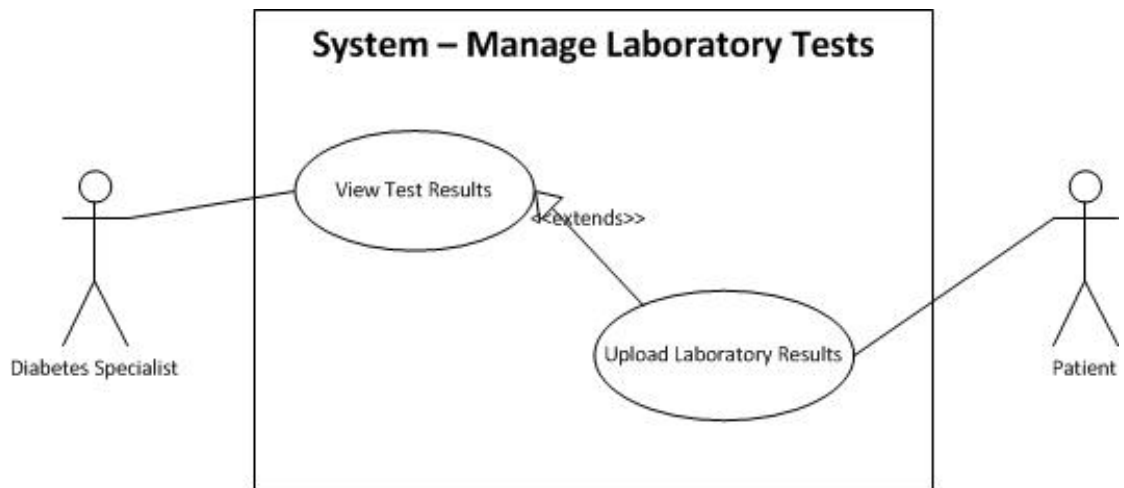 System – Manage Laboratory Tests
View Test Results
<<extends>>
Upload Laboratory Results
Diabetes Specialist
Patient